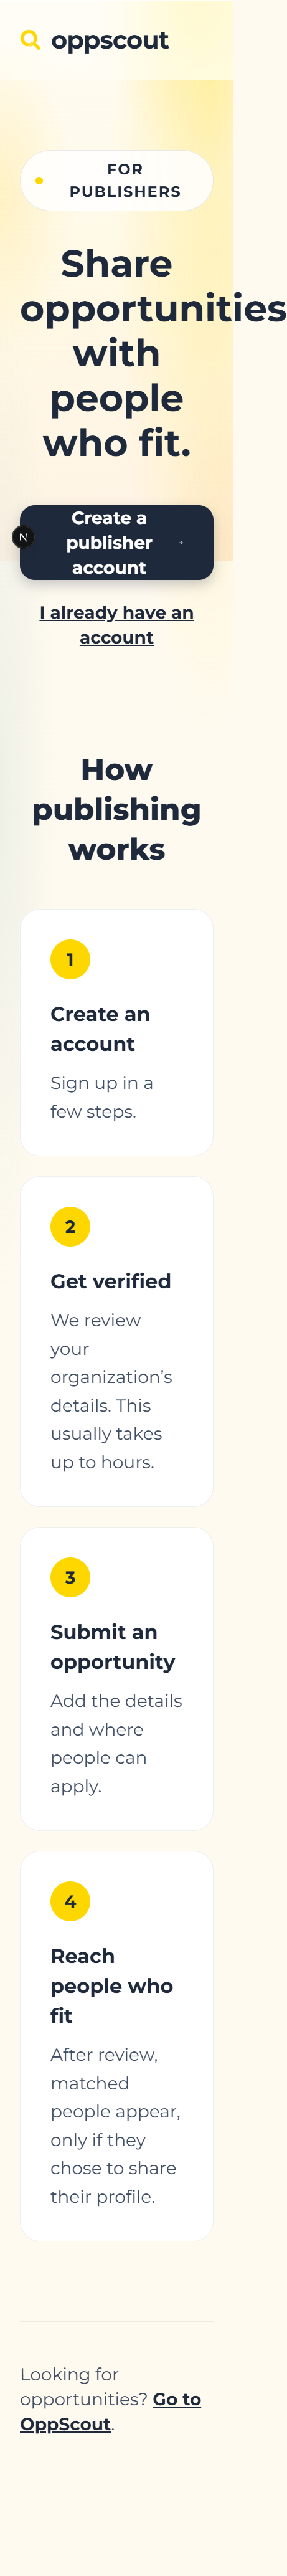 oppscout
FOR
PUBLISHERS
Share
opportunities
with
people
who fit.
Create a
publisher
account
→
N
I already have an
account
How
publishing
works
1
Create an
account
Sign up in a
few steps.
2
Get verified
We review
your
organization’s
details. This
usually takes
up to hours.
3
Submit an
opportunity
Add the details
and where
people can
apply.
4
Reach
people who
fit
After review,
matched
people appear,
only if they
chose to share
their profile.
Looking for
opportunities? Go to
OppScout.